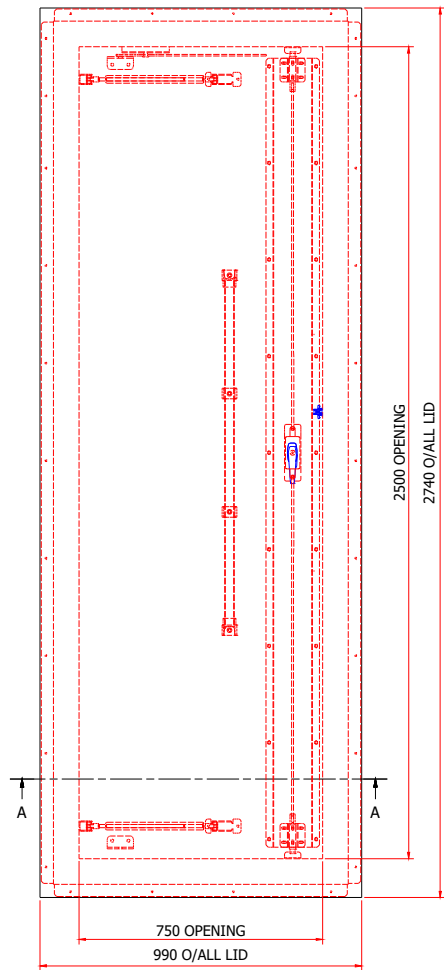 2500 OPENING
2740 O/ALL LID
A
A
750 OPENING
990 O/ALL LID